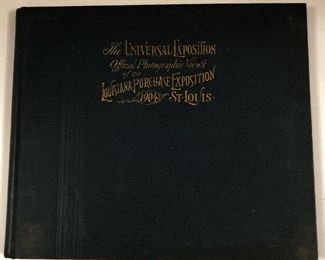 The UNIVERSAL EXPOSITION
Official Photographic Views
of the
LOUISIANA PURCHASE EXPOSITION
1904 ST. LOUIS.